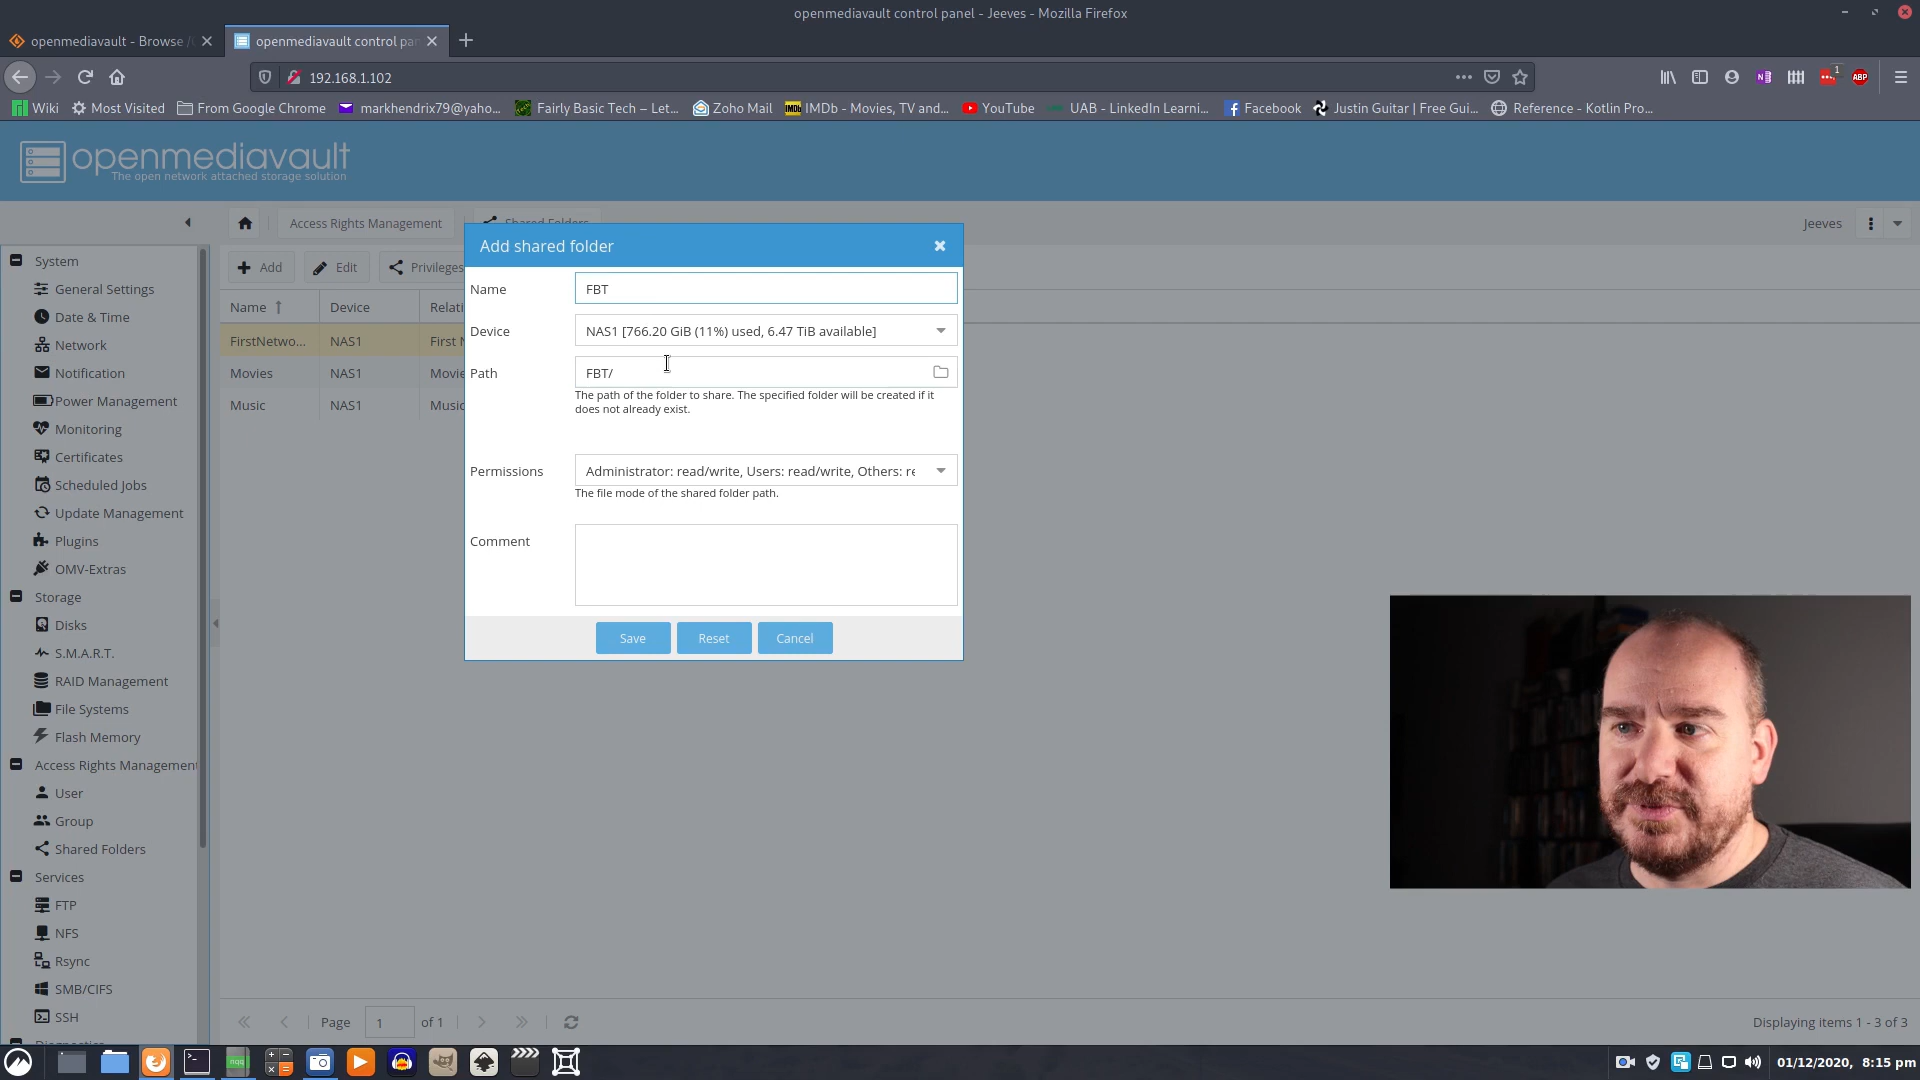 openmediavault control panel - Jeeves - Mozilla Firefox
openmediavault - Browse /
openmediavault control pa
192.168.1.102
1
ABP
Wiki
Most Visited
From Google Chrome
markhendrix79@yaho...
Fairly Basic Tech – Let...
Zoho Mail
IMDb - Movies, TV and...
YouTube
UAB - LinkedIn Learni...
Facebook
Justin Guitar | Free Gui...
Reference - Kotlin Pro...
openmediavault
The open network attached storage solution
Access Rights Management
Shared Folders
Jeeves
System
General Settings
Date & Time
Network
Notification
Power Management
Monitoring
Certificates
Scheduled Jobs
Update Management
Plugins
OMV-Extras
Storage
Disks
S.M.A.R.T.
RAID Management
File Systems
Flash Memory
Access Rights Management
User
Group
Shared Folders
Services
FTP
NFS
Rsync
SMB/CIFS
SSH
Add
Edit
Privileges
Name
Device
Relati
FirstNetwo...
NAS1
First N
Movies
NAS1
Movie
Music
NAS1
Music
Add shared folder
Name
FBT
Device
NAS1 [766.20 GiB (11%) used, 6.47 TiB available]
Path
FBT/
The path of the folder to share. The specified folder will be created if it
does not already exist.
Permissions
Administrator: read/write, Users: read/write, Others: re
The file mode of the shared folder path.
Comment
Save
Reset
Cancel
Page
1
of 1
Displaying items 1 - 3 of 3
01/12/2020, 8:15 pm